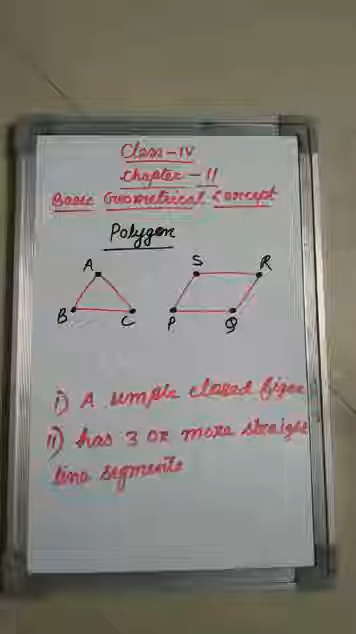 Class-IV
Chapter - 11
Basic Geometrical Concept
Polygon
A
S R
B C P Q
i) A simple closed figure
ii) has 3 or more straight
line segments